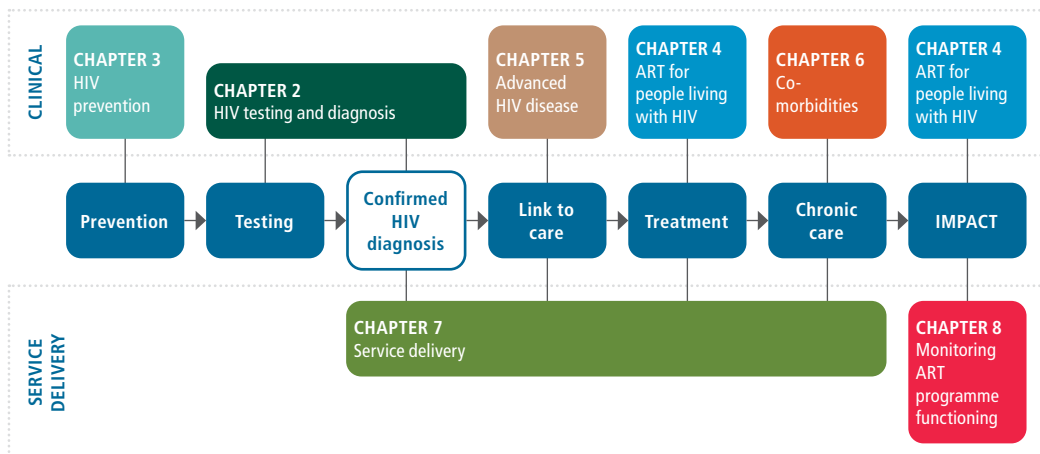 CLINICAL
CHAPTER 3
HIV
prevention
CHAPTER 2
HIV testing and diagnosis
CHAPTER 5
Advanced
HIV disease
CHAPTER 4
ART for
people living
with HIV
CHAPTER 6
Co-
morbidities
CHAPTER 4
ART for
people living
with HIV
Prevention
Testing
Confirmed
HIV
diagnosis
Link to
care
Treatment
Chronic
care
IMPACT
SERVICE
DELIVERY
CHAPTER 7
Service delivery
CHAPTER 8
Monitoring
ART
programme
functioning